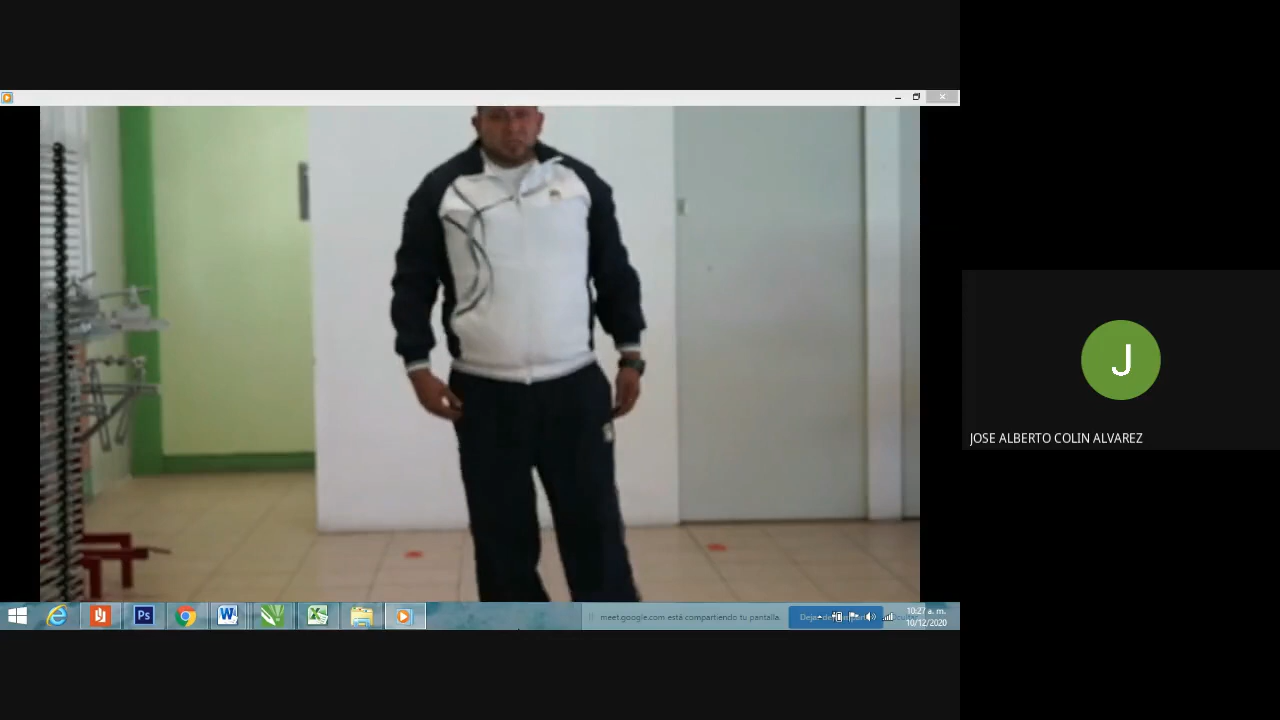 J
JOSE ALBERTO COLIN ALVAREZ
meet.google.com está compartiendo tu pantalla.
10:27 a. m.
10/12/2020